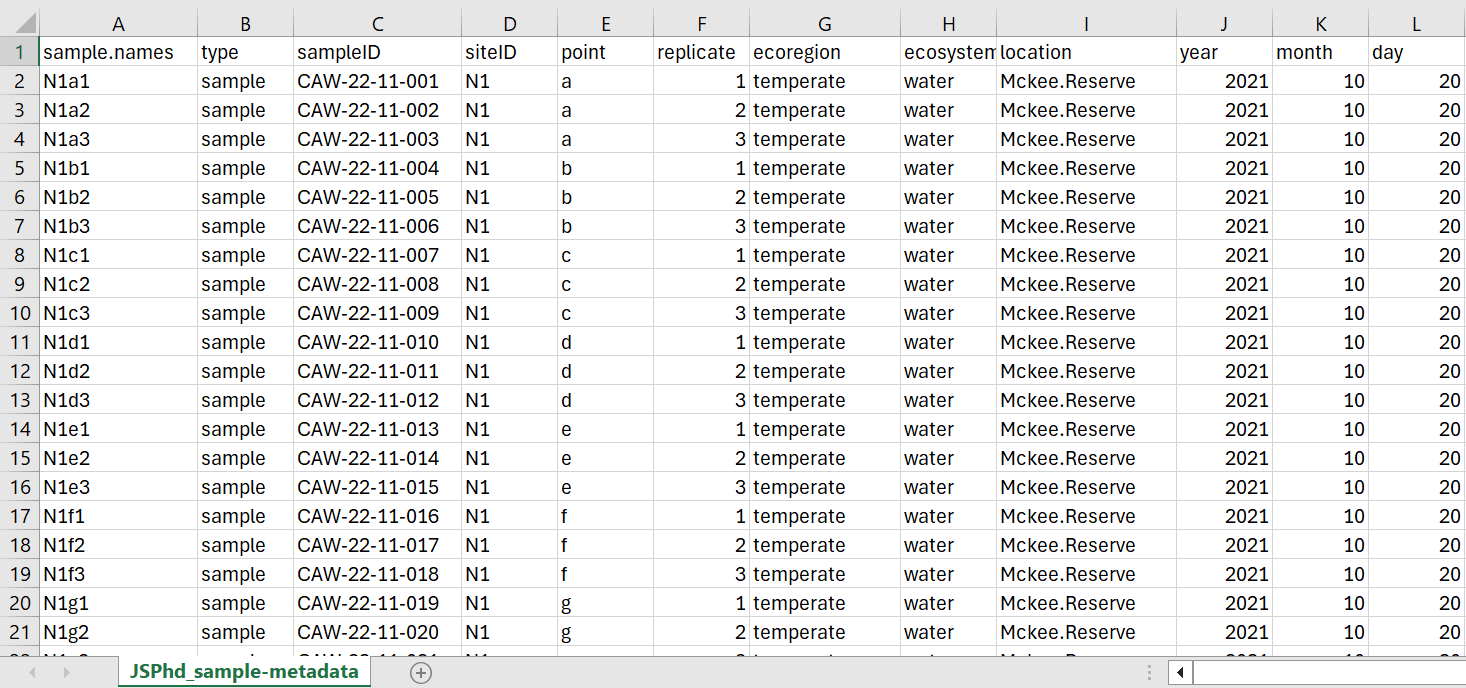 A B C D E F G H I J K L
1 sample.names type sampleID siteID point replicate ecoregion ecosystem location year month day
2 N1a1 sample CAW-22-11-001 N1 a 1 temperate water Mckee.Reserve 2021 10 20
3 N1a2 sample CAW-22-11-002 N1 a 2 temperate water Mckee.Reserve 2021 10 20
4 N1a3 sample CAW-22-11-003 N1 a 3 temperate water Mckee.Reserve 2021 10 20
5 N1b1 sample CAW-22-11-004 N1 b 1 temperate water Mckee.Reserve 2021 10 20
6 N1b2 sample CAW-22-11-005 N1 b 2 temperate water Mckee.Reserve 2021 10 20
7 N1b3 sample CAW-22-11-006 N1 b 3 temperate water Mckee.Reserve 2021 10 20
8 N1c1 sample CAW-22-11-007 N1 c 1 temperate water Mckee.Reserve 2021 10 20
9 N1c2 sample CAW-22-11-008 N1 c 2 temperate water Mckee.Reserve 2021 10 20
10 N1c3 sample CAW-22-11-009 N1 c 3 temperate water Mckee.Reserve 2021 10 20
11 N1d1 sample CAW-22-11-010 N1 d 1 temperate water Mckee.Reserve 2021 10 20
12 N1d2 sample CAW-22-11-011 N1 d 2 temperate water Mckee.Reserve 2021 10 20
13 N1d3 sample CAW-22-11-012 N1 d 3 temperate water Mckee.Reserve 2021 10 20
14 N1e1 sample CAW-22-11-013 N1 e 1 temperate water Mckee.Reserve 2021 10 20
15 N1e2 sample CAW-22-11-014 N1 e 2 temperate water Mckee.Reserve 2021 10 20
16 N1e3 sample CAW-22-11-015 N1 e 3 temperate water Mckee.Reserve 2021 10 20
17 N1f1 sample CAW-22-11-016 N1 f 1 temperate water Mckee.Reserve 2021 10 20
18 N1f2 sample CAW-22-11-017 N1 f 2 temperate water Mckee.Reserve 2021 10 20
19 N1f3 sample CAW-22-11-018 N1 f 3 temperate water Mckee.Reserve 2021 10 20
20 N1g1 sample CAW-22-11-019 N1 g 1 temperate water Mckee.Reserve 2021 10 20
21 N1g2 sample CAW-22-11-020 N1 g 2 temperate water Mckee.Reserve 2021 10 20
JSPhd_sample-metadata